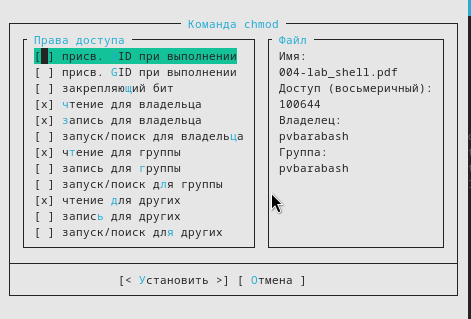 Команда chmod
Права доступа
[ ] присв. ID при выполнении
[ ] присв. GID при выполнении
[ ] закрепляющий бит
[x] чтение для владельца
[x] запись для владельца
[ ] запуск/поиск для владельца
[x] чтение для группы
[ ] запись для группы
[ ] запуск/поиск для группы
[x] чтение для других
[ ] запись для других
[ ] запуск/поиск для других
Файл
Имя:
004-lab_shell.pdf
Доступ (восьмеричный):
100644
Владелец:
pvbarabash
Группа:
pvbarabash
[< Установить >] [ Отмена ]